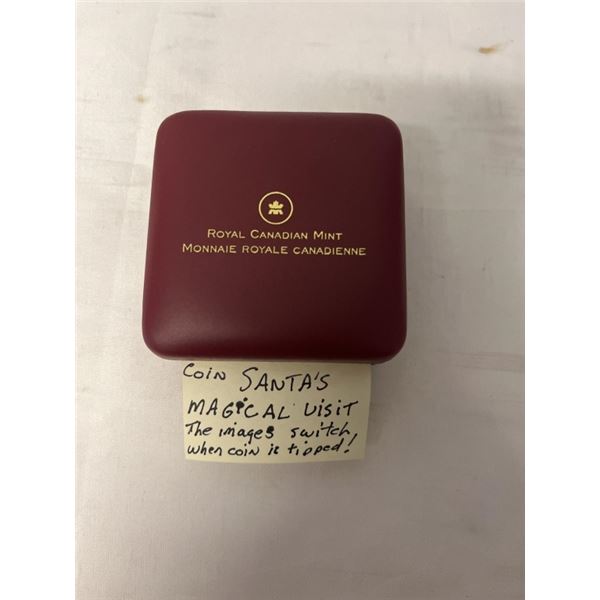 ROYAL CANADIAN MINT
MONNAIE ROYALE CANADIENNE
COIN SANTA'S
MAGICAL VISIT
The images switch,
when coin is tipped!